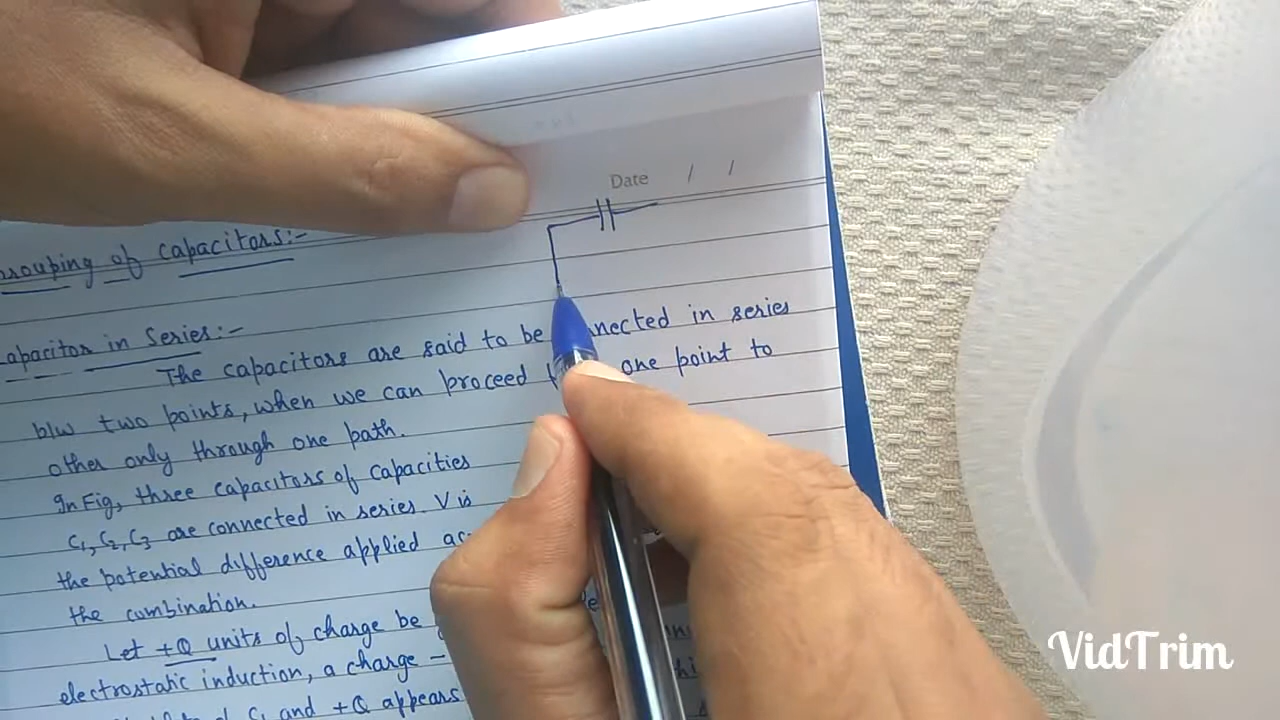 Date / /
Grouping of capacitors:-
Capacitor in Series:-
The capacitors are said to be connected in series
b/w two points, when we can proceed one point to
other only through one path.
In Fig, three capacitors of capacities
C1, C2, C3 are connected in series. V is
the potential difference applied
the combination.
Let +Q units of charge be
electrostatic induction, a charge -
C1 and +Q appears
VidTrim